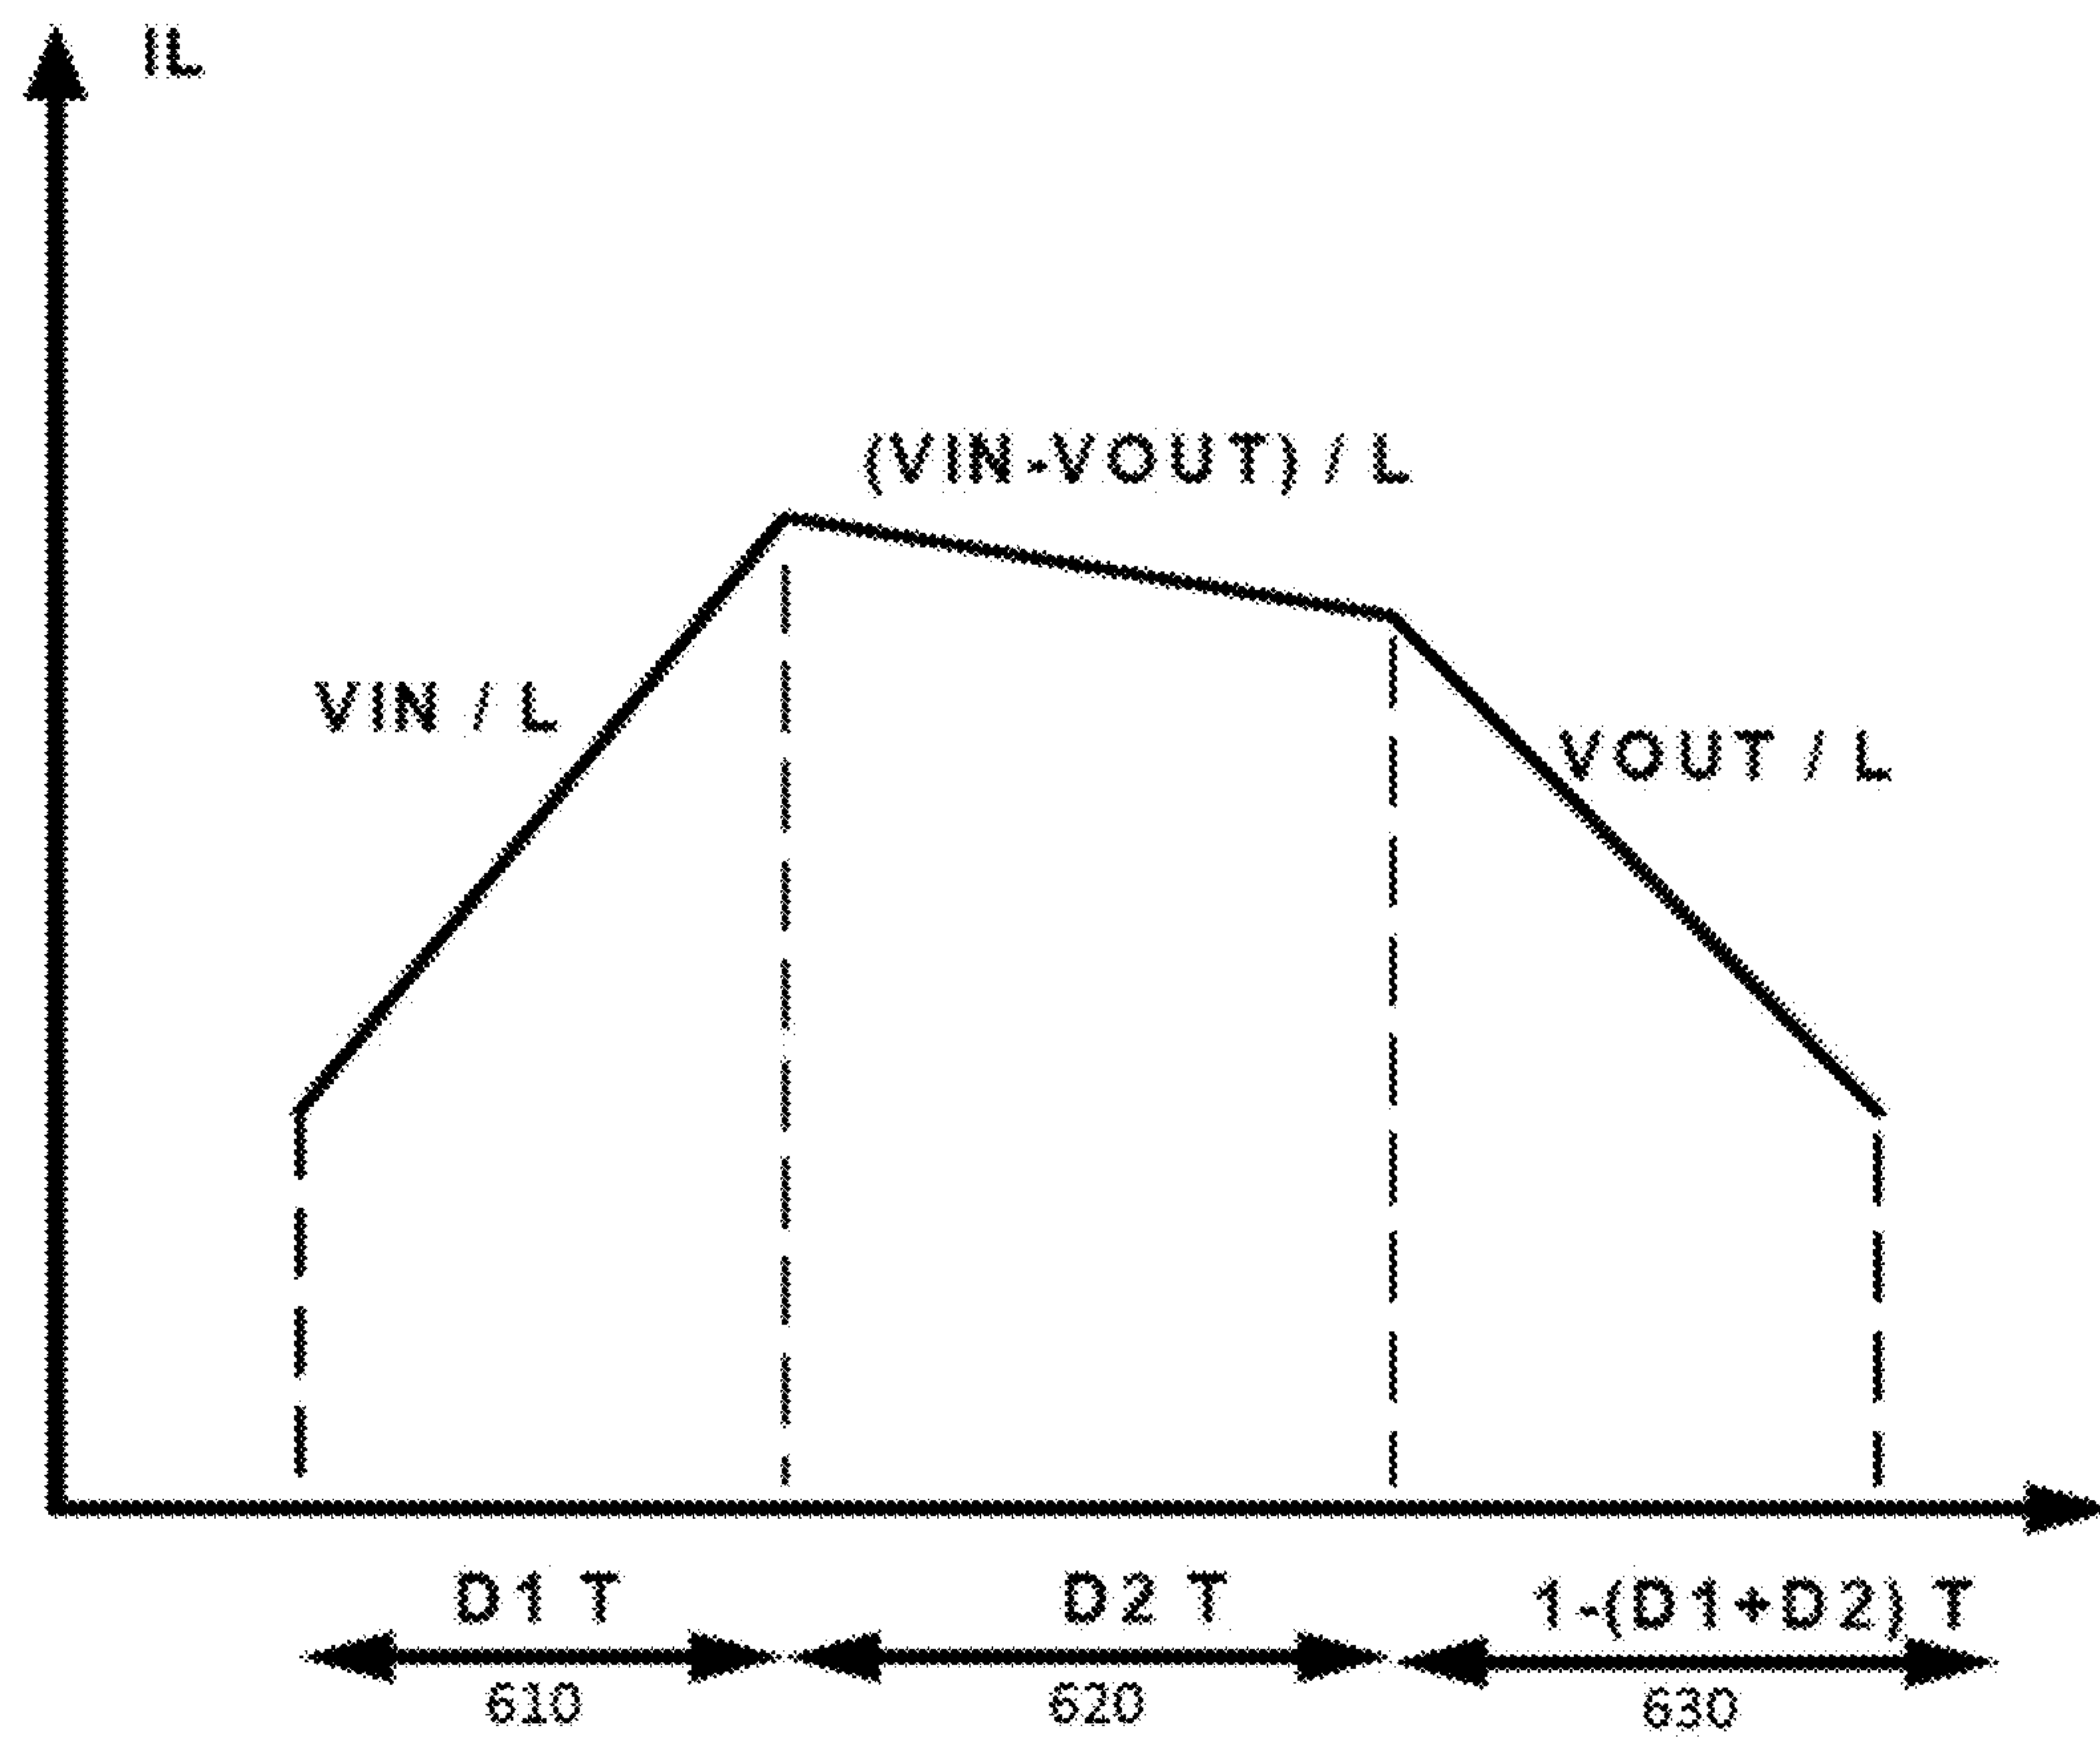 IL
(VIN-VOUT) / L
VIN / L
VOUT / L
D1 T
D2 T
1-(D1+D2) T
610
620
630